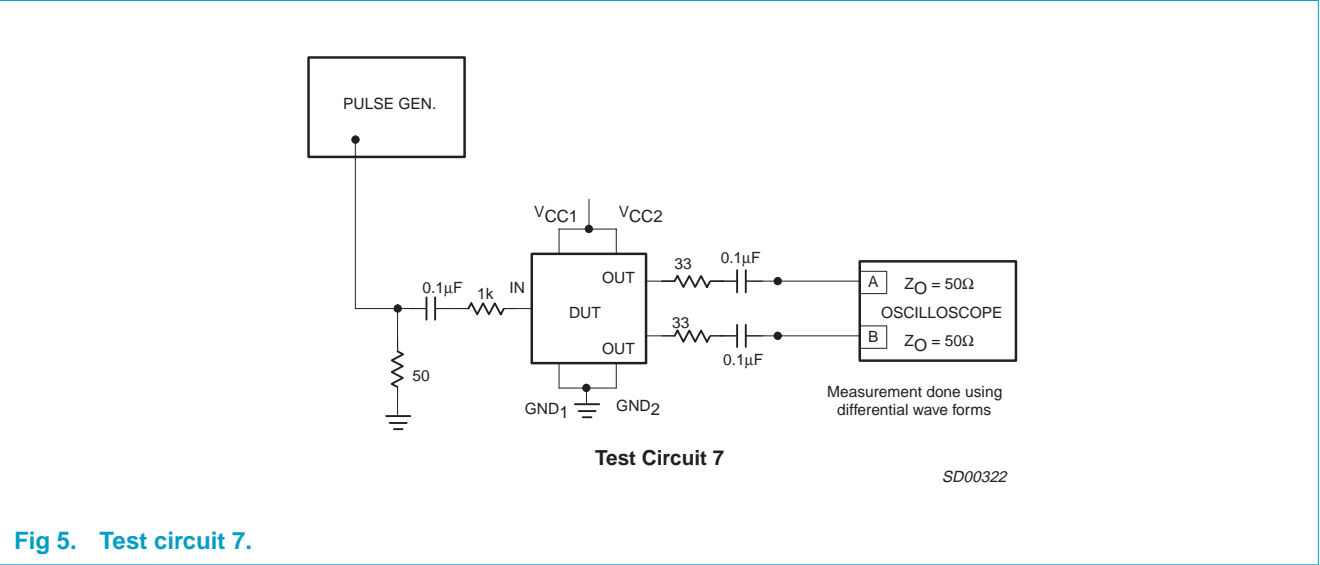 PULSE GEN.
VCC1
VCC2
0.1µF
1k
IN
OUT
DUT
OUT
33
0.1µF
33
0.1µF
A
ZO = 50Ω
OSCILLOSCOPE
B
ZO = 50Ω
50
GND1
GND2
Measurement done using
differential wave forms
Test Circuit 7
SD00322
Fig 5. Test circuit 7.